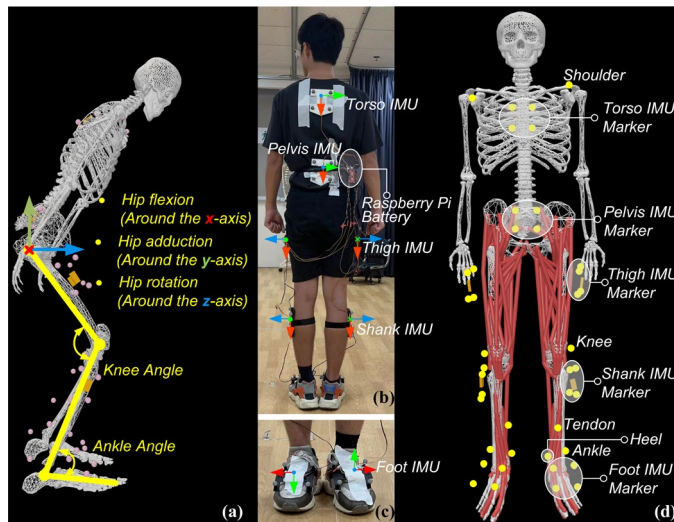 Hip flexion
(Around the x-axis)
Hip adduction
(Around the y-axis)
Hip rotation
(Around the z-axis)
Knee Angle
Ankle Angle
(a)
Torso IMU
Pelvis IMU
Raspberry Pi
Battery
Thigh IMU
Shank IMU
(b)
Foot IMU
(c)
Shoulder
Torso IMU
Marker
Pelvis IMU
Marker
Thigh IMU
Marker
Knee
Shank IMU
Marker
Tendon
Heel
Ankle
Foot IMU
Marker
(d)